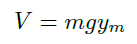 V = mgy_m